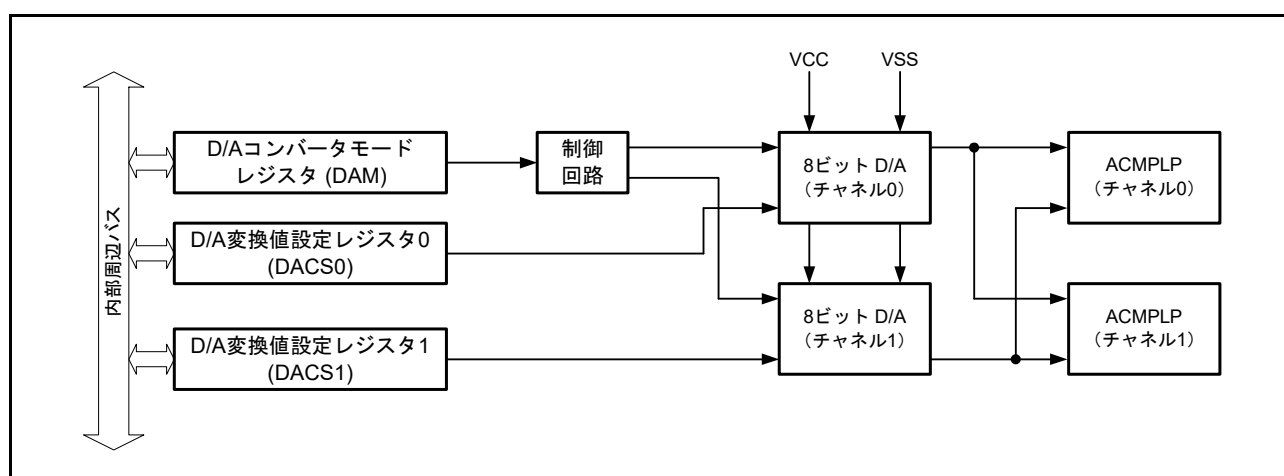 VCC
VSS
D/Aコンバータモード
レジスタ (DAM)
制御
回路
8ビット D/A
（チャネル0）
ACMPLP
（チャネル0）
D/A変換値設定レジスタ0
(DACS0)
内部周辺バス
8ビット D/A
（チャネル1）
ACMPLP
（チャネル1）
D/A変換値設定レジスタ1
(DACS1)